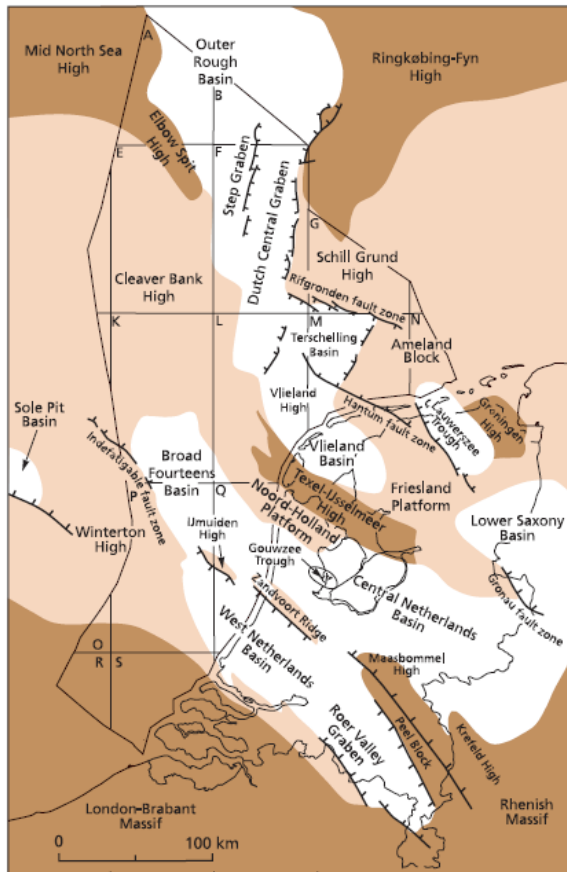 A
Mid North Sea
High
Outer
Rough
Basin
B
Ringkøbing-Fyn
High
Elbow Spit
High
E
F
Step Graben
Dutch Central Graben
G
Schill Grund
High
Cleaver Bank
High
Rifgronden fault zone
K
L
M
N
Terschelling
Basin
Ameland
Block
Vlieland
High
Hantum fault zone
Lauwerszee
Trough
Groningen
High
Sole Pit
Basin
Indefatigable fault zone
Broad
Fourteens
Basin
Vlieland
Basin
Texel-IJsselmeer
High
Friesland
Platform
P
Q
Noord-Holland
Platform
Lower Saxony
Basin
Winterton
High
IJmuiden
High
Gouwzee
Trough
Zandvoort Ridge
Central Netherlands
Basin
Gronau fault zone
West Netherlands
Basin
O
R
S
Maasbommel
High
Roer Valley
Graben
Peel Block
Krefeld High
London-Brabant
Massif
Rhenish
Massif
0
100 km